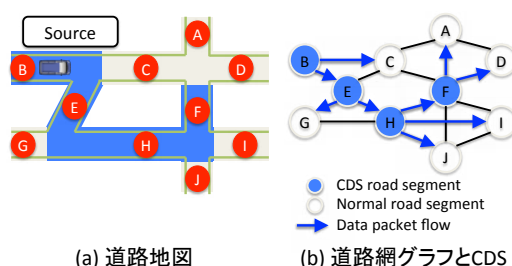 Source
A
B
C
D
E
F
G
H
I
J
(a) 道路地図
A
B
C
D
E
F
G
H
I
J
CDS road segment
Normal road segment
Data packet flow
(b) 道路網グラフとCDS